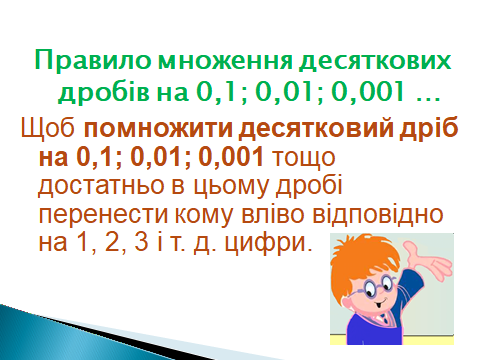 Правило множення десяткових
дробів на 0,1; 0,01; 0,001 ...
Щоб помножити десятковий дріб
на 0,1; 0,01; 0,001 тощо
достатньо в цьому дробі
перенести кому вліво відповідно
на 1, 2, 3 і т. д. цифри.